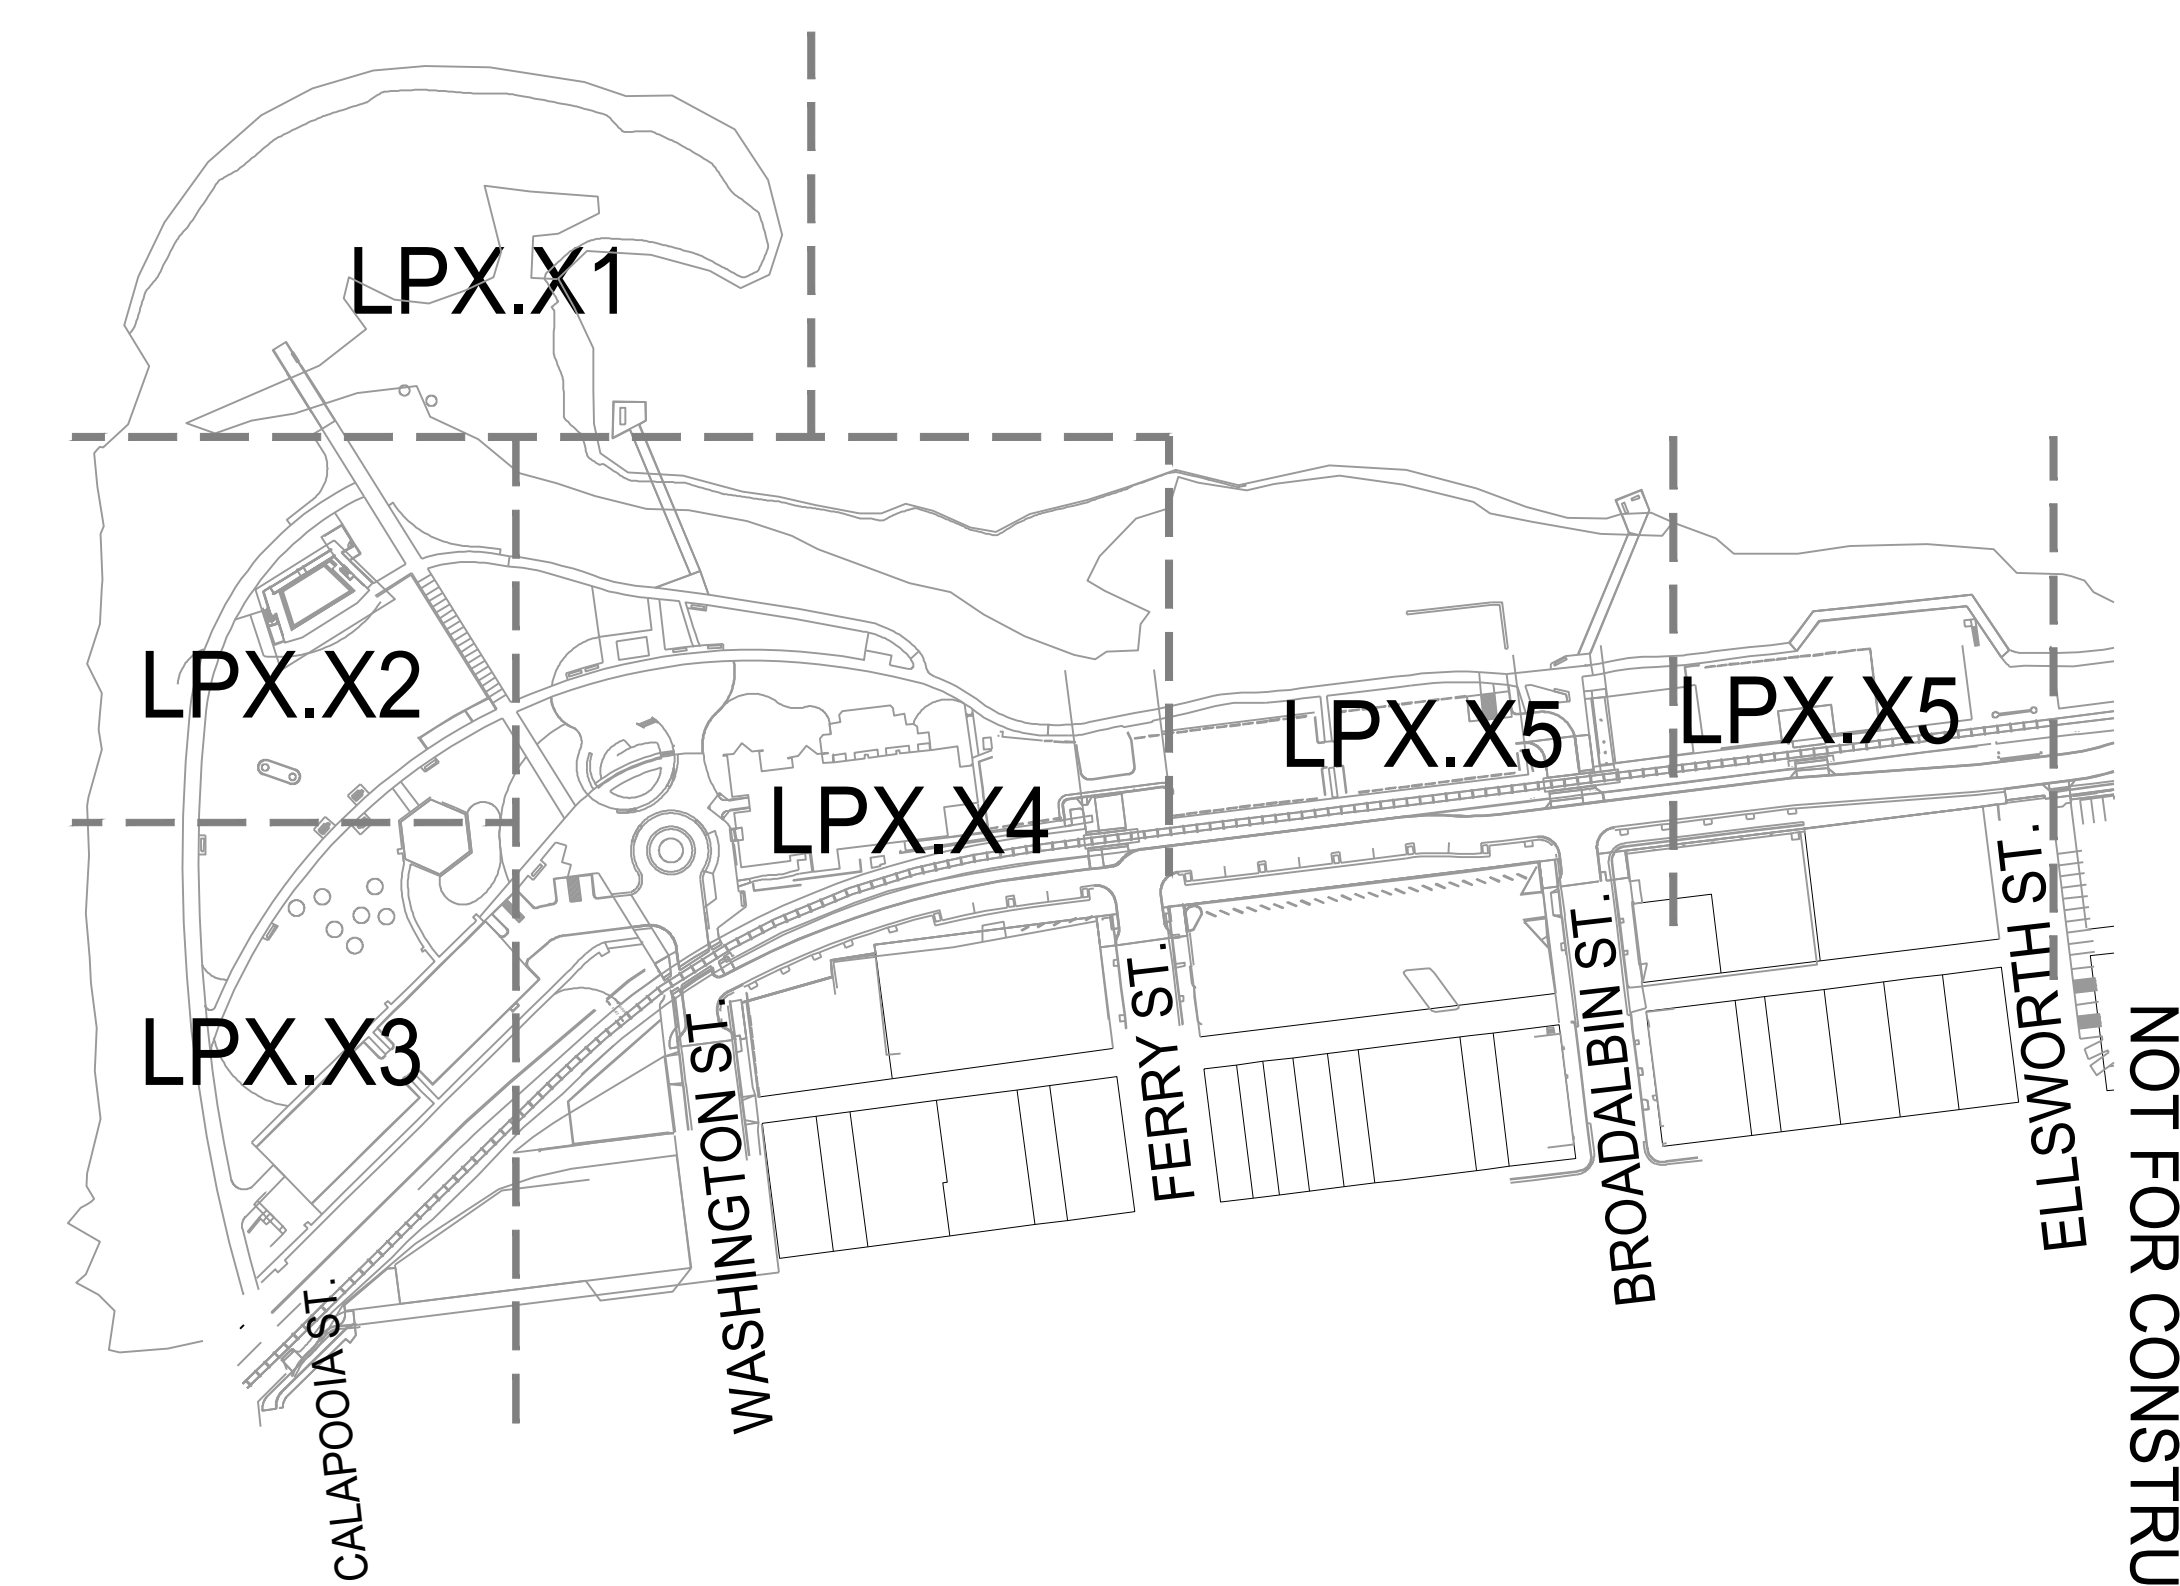 LPX.X1
LPX.X2
LPX.X5
LPX.X5
LPX.X4
LPX.X3
CALAPOOIA ST.
WASHINGTON ST.
FERRY ST.
BROADALBIN ST.
ELLSWORTH ST.
NOT FOR CONSTRU